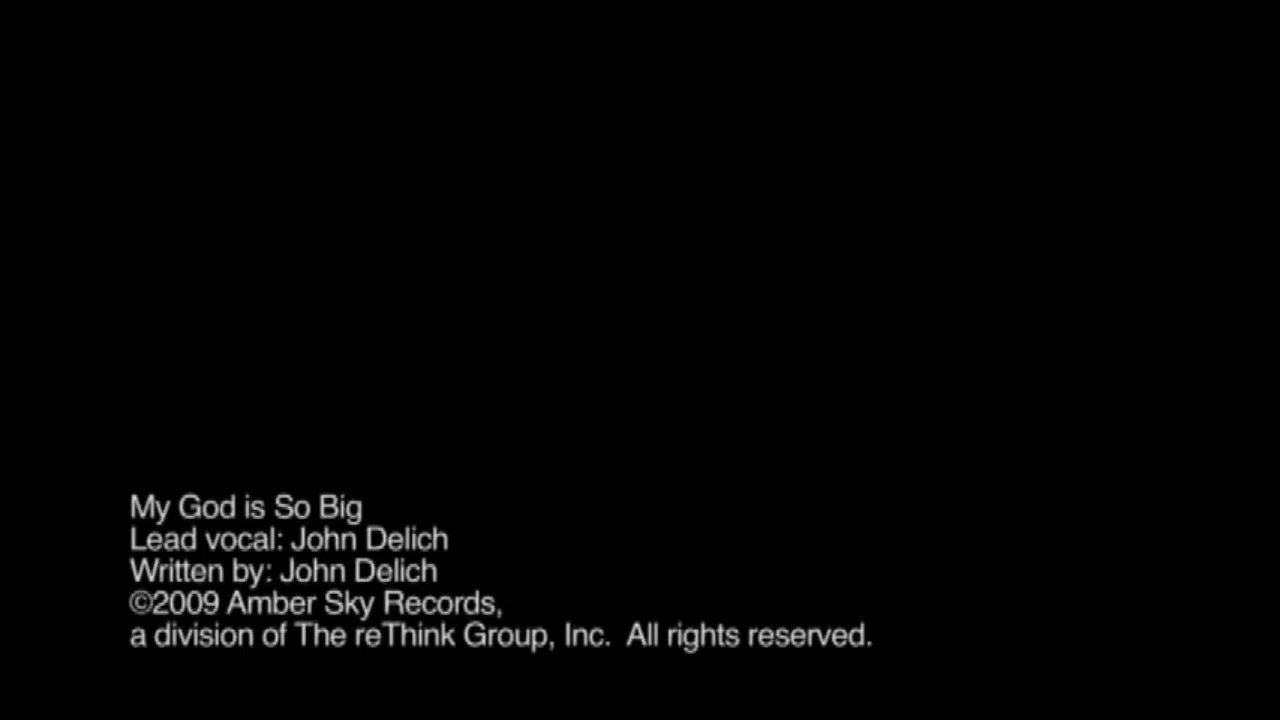 My God is So Big
Lead vocal: John Delich
Written by: John Delich
©2009 Amber Sky Records,
a division of The reThink Group, Inc.  All rights reserved.